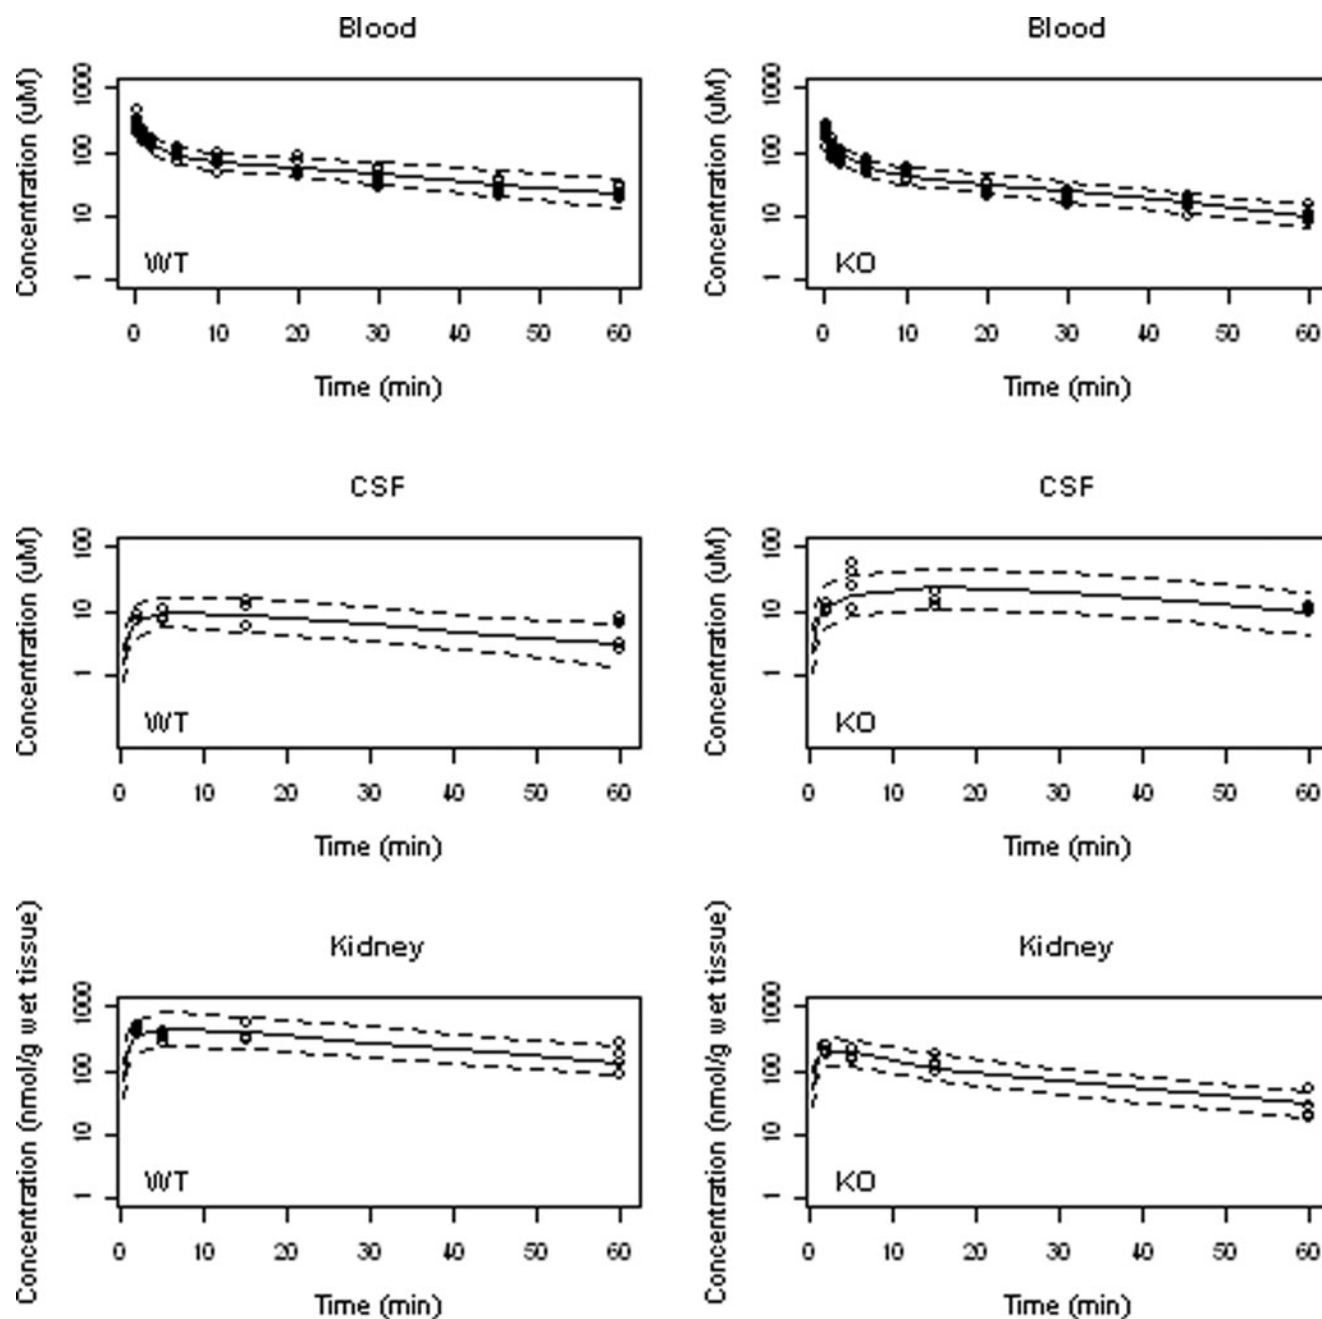 Blood
Concentration (uM)
1000
100
10
1
WT
0 10 20 30 40 50 60
Time (min)
Blood
Concentration (uM)
1000
100
10
1
KO
0 10 20 30 40 50 60
Time (min)
CSF
Concentration (uM)
100
10
1
WT
0 10 20 30 40 50 60
Time (min)
CSF
Concentration (uM)
100
10
1
KO
0 10 20 30 40 50 60
Time (min)
Kidney
Concentration (nmol/g wet tissue)
1000
100
10
1
WT
0 10 20 30 40 50 60
Time (min)
Kidney
Concentration (nmol/g wet tissue)
1000
100
10
1
KO
0 10 20 30 40 50 60
Time (min)